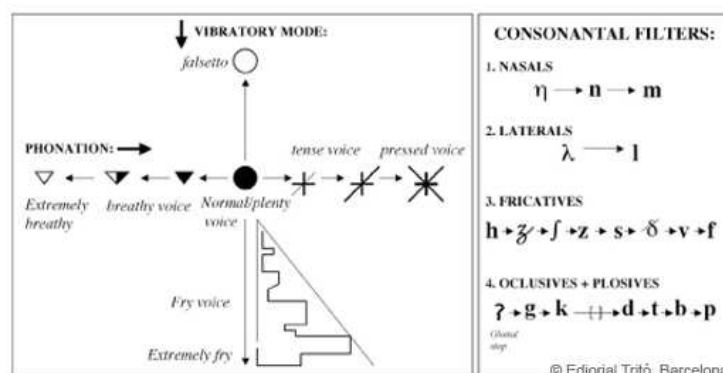 VIBRATORY MODE:
falsetto
PHONATION:
tense voice pressed voice
Extremely breathy
breathy voice
Normal/plenty voice
Fry voice
Extremely fry
CONSONANTAL FILTERS:
1. NASALS
η → n → m
2. LATERALS
λ → l
3. FRICATIVES
h → ʒ → ʃ → z → s → δ → v → f
4. OCLUSIVES + PLOSIVES
ʔ → g → k → d → t → b → p
Glottal stop
© Ediorial Tritó, Barcelona